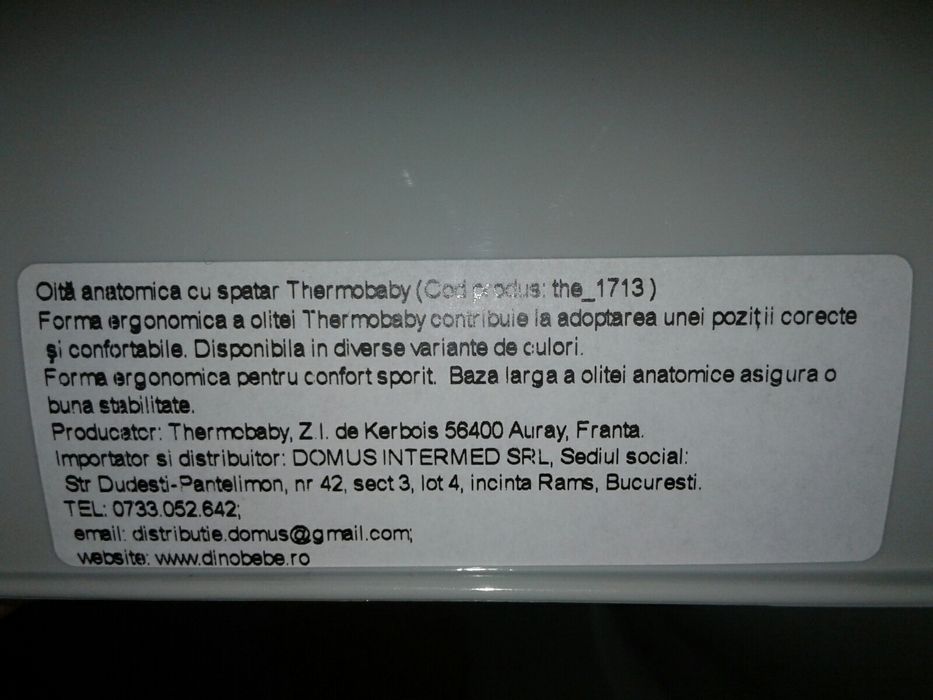 Olită anatomica cu spatar Thermobaby (Cod produs: the_1713 )
Forma ergonomica a olitei Thermobaby contribuie la adoptarea unei poziții corecte
și confortabile. Disponibila in diverse variante de culori.
Forma ergonomica pentru confort sporit. Baza larga a olitei anatomice asigura o
buna stabilitate.
Producator: Thermobaby, Z.I. de Kerbois 56400 Auray, Franta.
Importator si distribuitor: DOMUS INTERMED SRL, Sediul social:
Str Dudesti-Pantelimon, nr 42, sect 3, lot 4, incinta Rams, Bucuresti.
TEL: 0733.052.642;
email: distributie.domus@gmail.com;
website: www.dinobebe.ro